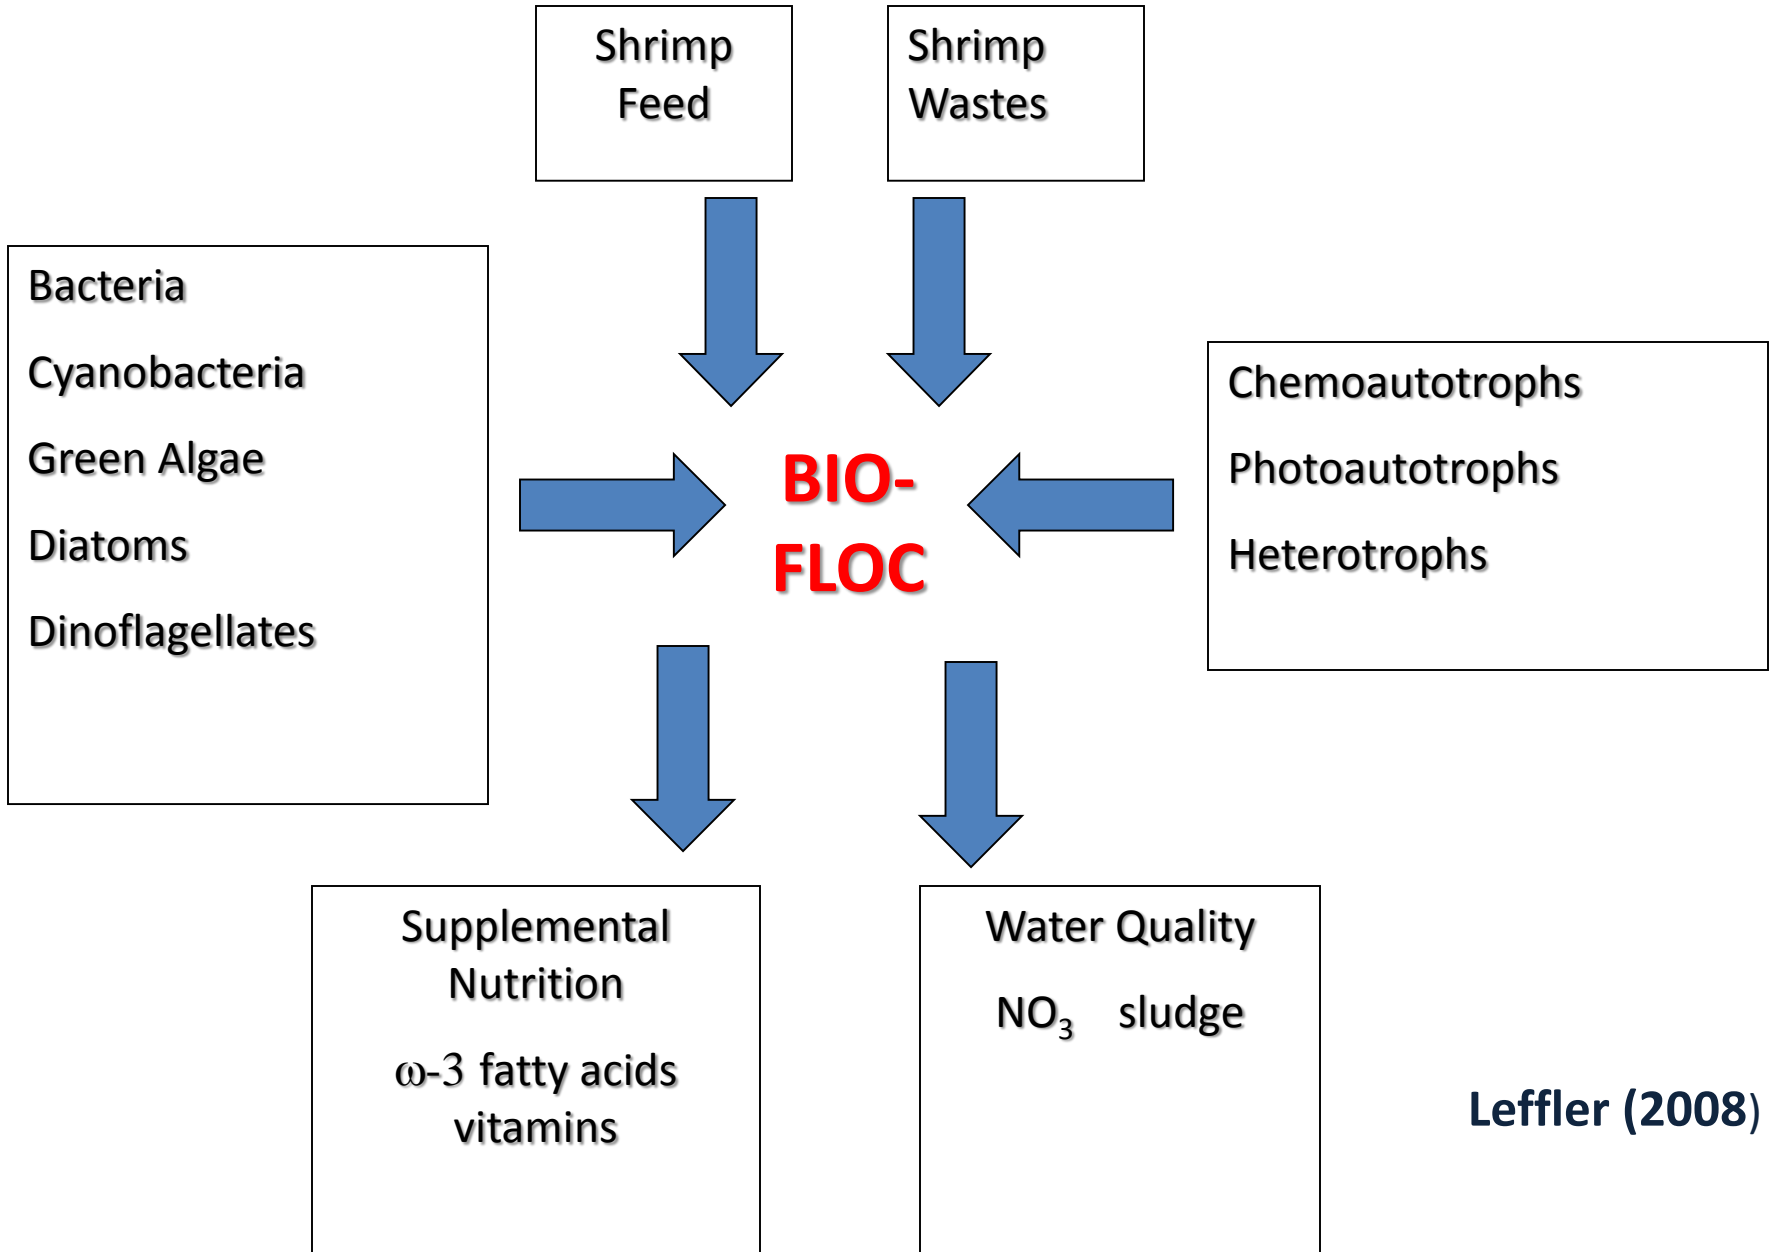 Shrimp
Feed
Shrimp
Wastes
Bacteria
Cyanobacteria
Green Algae
Diatoms
Dinoflagellates
BIO-
FLOC
Chemoautotrophs
Photoautotrophs
Heterotrophs
Supplemental
Nutrition
ω-3 fatty acids
vitamins
Water Quality
NO₃ sludge
Leffler (2008)